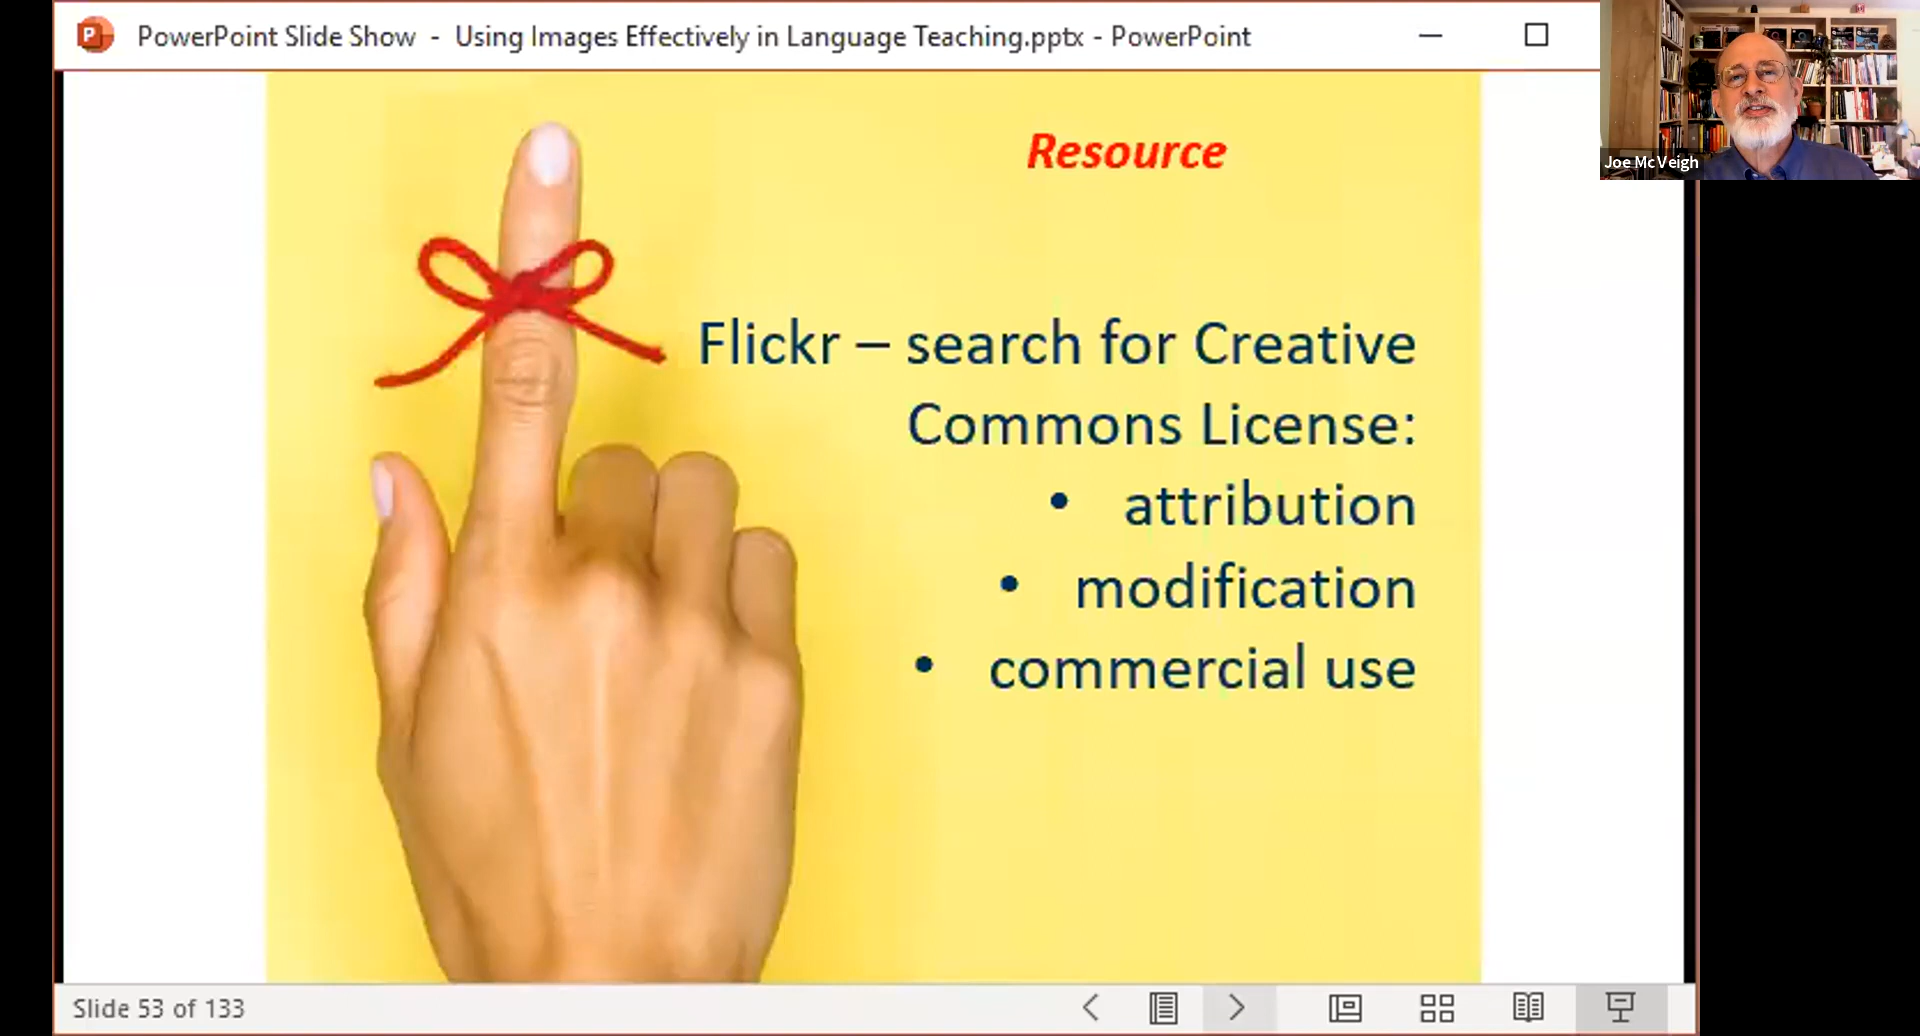 PowerPoint Slide Show - Using Images Effectively in Language Teaching.pptx - PowerPoint
Joe McVeigh
Resource
Flickr – search for Creative
Commons License:
• attribution
• modification
• commercial use
Slide 53 of 133